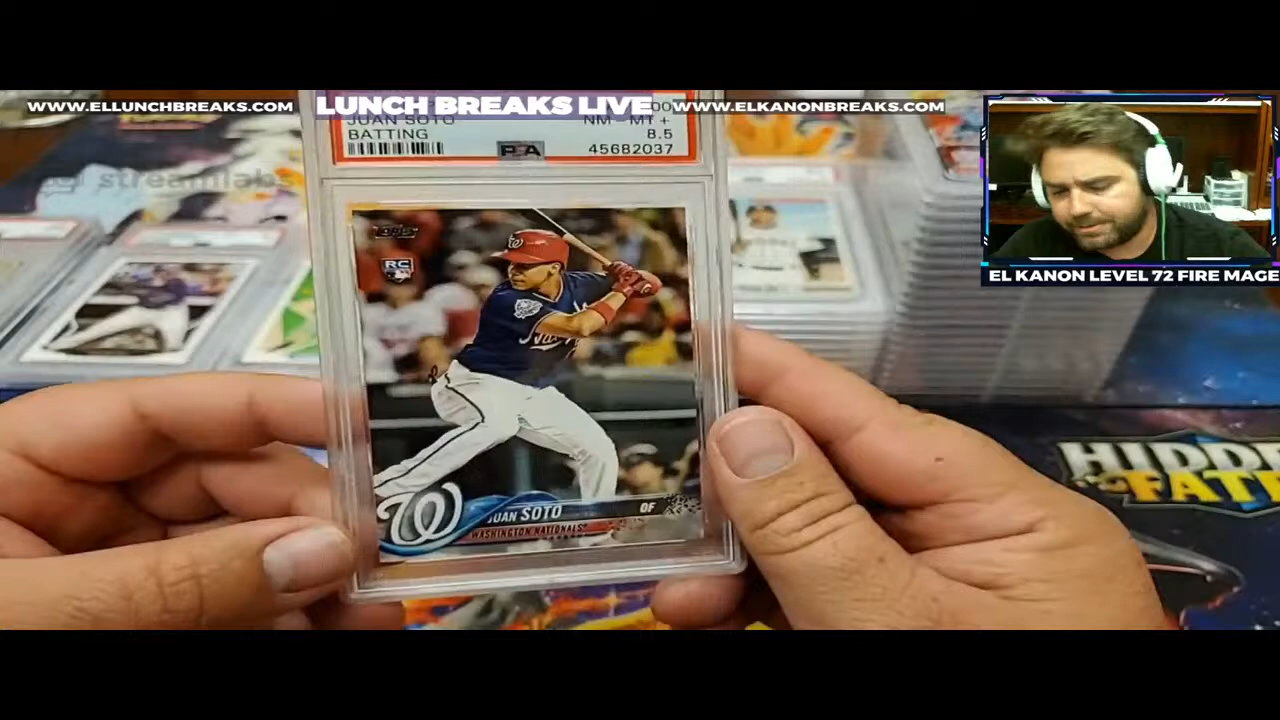 WWW.ELLUNCHBREAKS.COM
LUNCH BREAKS LIVE
WWW.ELKANONBREAKS.COM
JUAN SOTO
NM - MT +
BATTING
8.5
PSA
45682037
streamlabs
TOPPS
RC
W
JUAN SOTO
OF
WASHINGTON NATIONALS
EL KANON LEVEL 72 FIRE MAGE
HIDDE
FAT